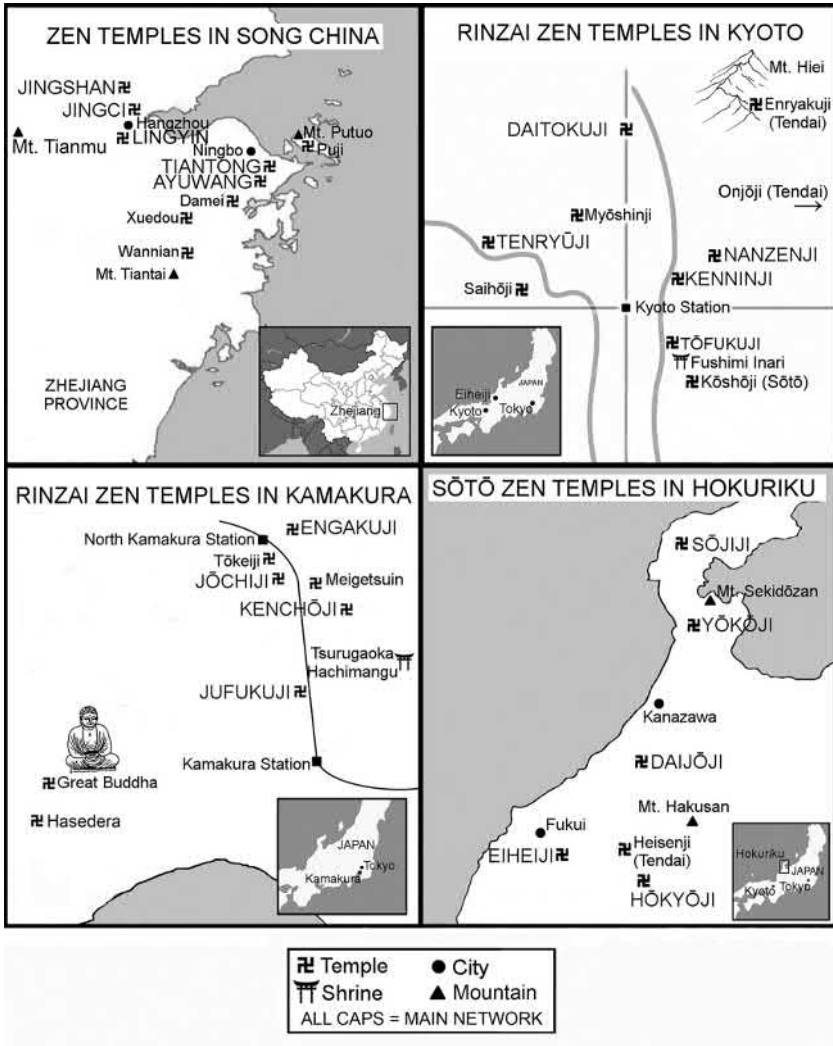 ZEN TEMPLES IN SONG CHINA
JINGSHAN
JINGCI
Hangzhou
LINGYIN
Mt. Tianmu
Mt. Putuo
Puji
Ningbo
TIANTONG
AYUWANG
Damei
Xuedou
Wannian
Mt. Tiantai
ZHEJIANG
PROVINCE
Zhejiang
RINZAI ZEN TEMPLES IN KYOTO
Mt. Hiei
Enryakuji
(Tendai)
DAITOKUJI
Onjōji (Tendai)
Myōshinji
TENRYŪJI
NANZENJI
KENNINJI
Saihōji
Kyoto Station
TŌFUKUJI
Fushimi Inari
Kōshōji (Sōtō)
Eiheiji
JAPAN
Kyoto
Tokyo
RINZAI ZEN TEMPLES IN KAMAKURA
ENGAKUJI
North Kamakura Station
Tōkeiji
JŌCHIJI
Meigetsuin
KENCHŌJI
Tsurugaoka
Hachimangu
JUFUKUJI
Kamakura Station
Great Buddha
Hasedera
JAPAN
Tokyo
Kamakura
SŌTŌ ZEN TEMPLES IN HOKURIKU
SŌJIJI
Mt. Sekidōzan
YŌKŌJI
Kanazawa
DAIJŌJI
Mt. Hakusan
Fukui
EIHEIJI
Heisenji
(Tendai)
HŌKYŌJI
Hokuriku
JAPAN
Kyoto
Tokyo
卍 Temple
● City
Shrine
▲ Mountain
ALL CAPS = MAIN NETWORK